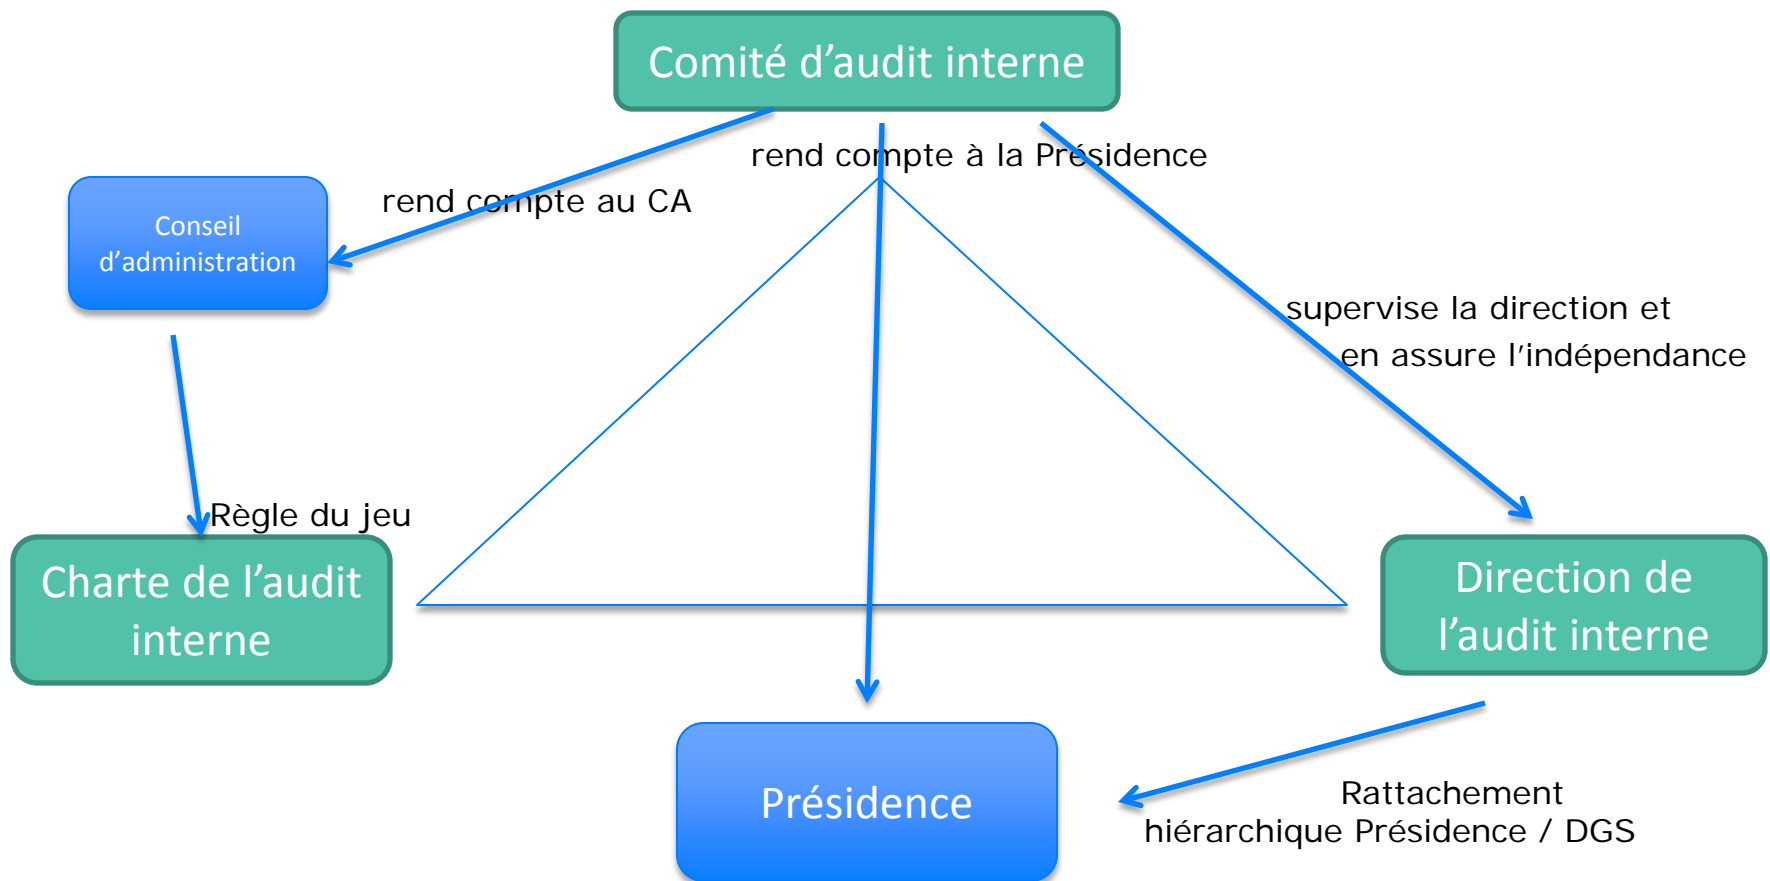 Comité d’audit interne
rend compte à la Présidence
rend compte au CA
Conseil
d’administration
supervise la direction et
en assure l’indépendance
Règle du jeu
Charte de l’audit
interne
Direction de
l’audit interne
Présidence
Rattachement
hiérarchique Présidence / DGS